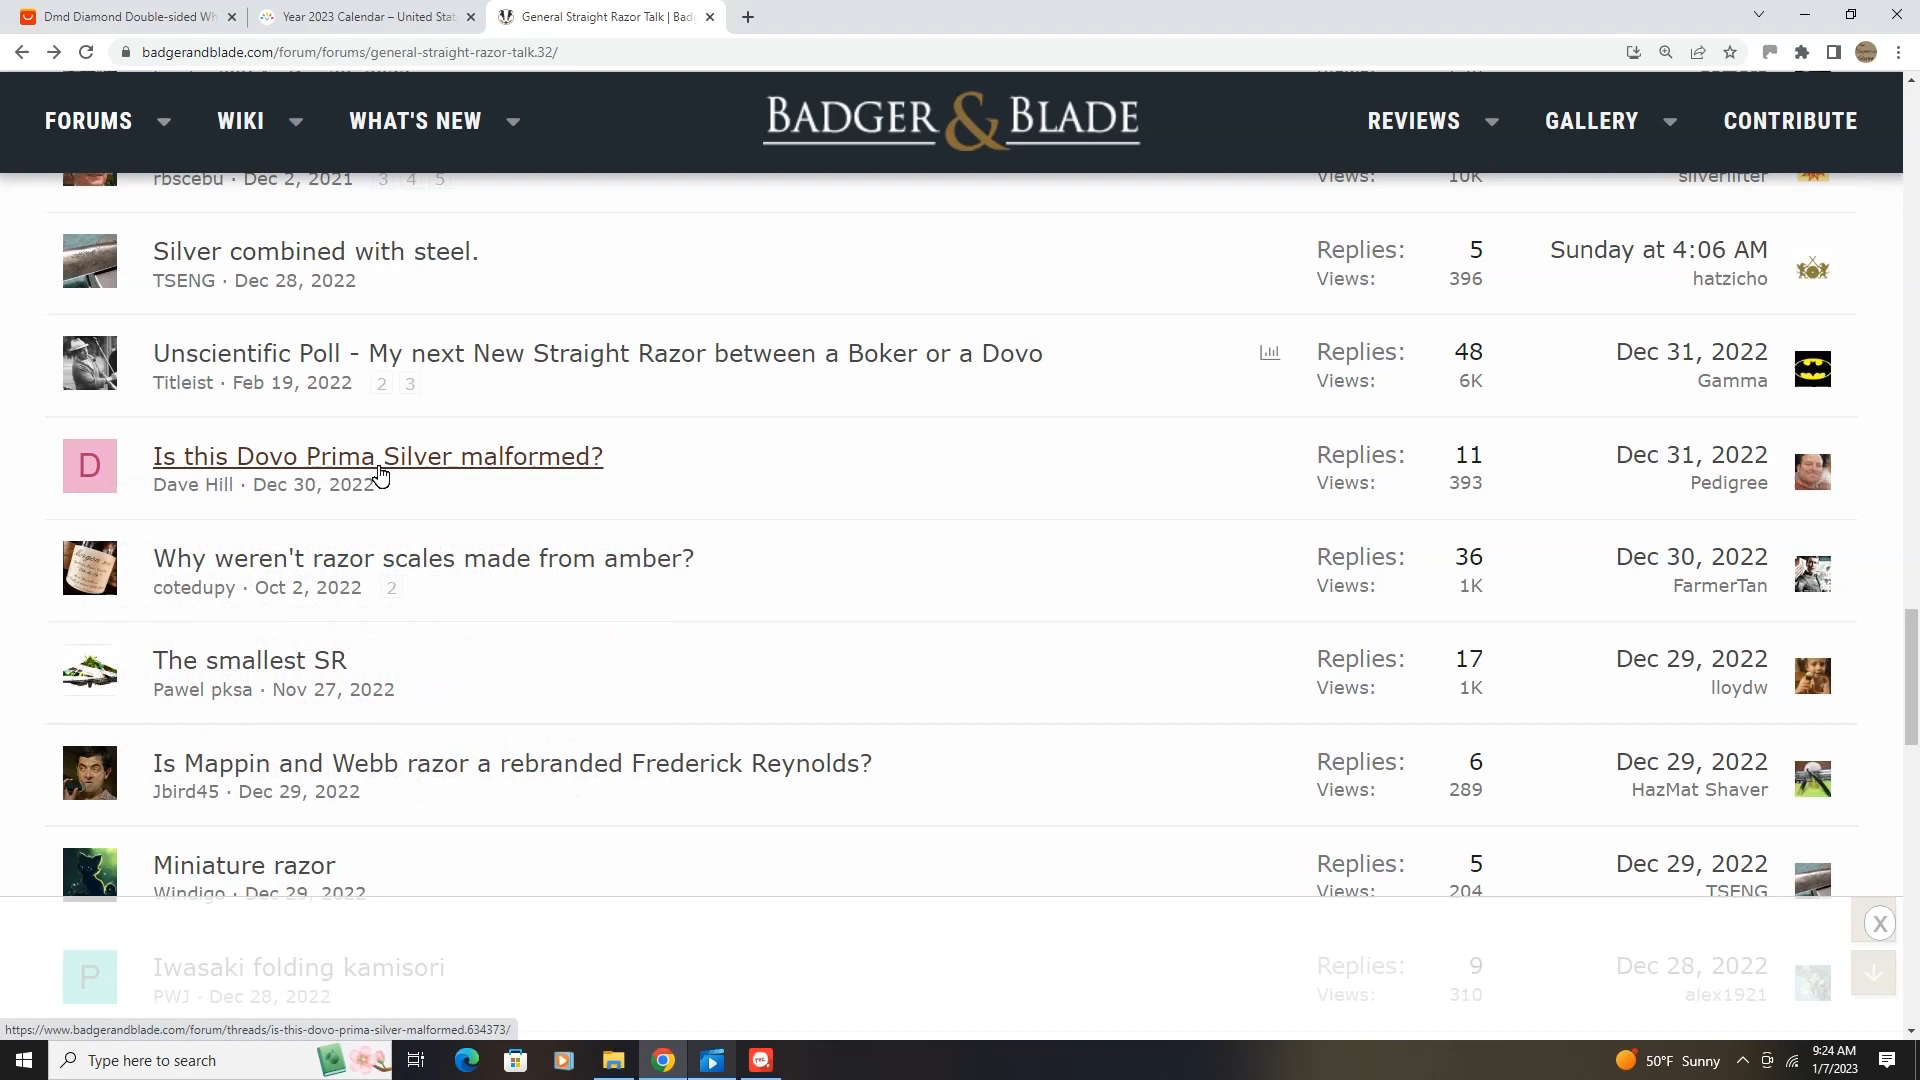 Dmd Diamond Double-sided Wh
Year 2023 Calendar – United Stat
General Straight Razor Talk | Badg
badgerandblade.com/forum/forums/general-straight-razor-talk.32/
FORUMS
WIKI
WHAT'S NEW
BADGER & BLADE
REVIEWS
GALLERY
CONTRIBUTE
rbscebu · Dec 2, 2021 3 4 5
Views: 10K
silverlifter
Silver combined with steel.
TSENG · Dec 28, 2022
Replies: 5
Views: 396
Sunday at 4:06 AM
hatzicho
Unscientific Poll - My next New Straight Razor between a Boker or a Dovo
Titleist · Feb 19, 2022 2 3
Replies: 48
Views: 6K
Dec 31, 2022
Gamma
D
Is this Dovo Prima Silver malformed?
Dave Hill · Dec 30, 2022
Replies: 11
Views: 393
Dec 31, 2022
Pedigree
Why weren't razor scales made from amber?
cotedupy · Oct 2, 2022 2
Replies: 36
Views: 1K
Dec 30, 2022
FarmerTan
The smallest SR
Pawel pksa · Nov 27, 2022
Replies: 17
Views: 1K
Dec 29, 2022
lloydw
Is Mappin and Webb razor a rebranded Frederick Reynolds?
Jbird45 · Dec 29, 2022
Replies: 6
Views: 289
Dec 29, 2022
HazMat Shaver
Miniature razor
Windigo · Dec 29, 2022
Replies: 5
Views: 204
Dec 29, 2022
TSENG
X
P
Iwasaki folding kamisori
PWJ · Dec 28, 2022
Replies: 9
Views: 310
Dec 28, 2022
alex1921
https://www.badgerandblade.com/forum/threads/is-this-dovo-prima-silver-malformed.634373/
Type here to search
50°F Sunny
9:24 AM
1/7/2023